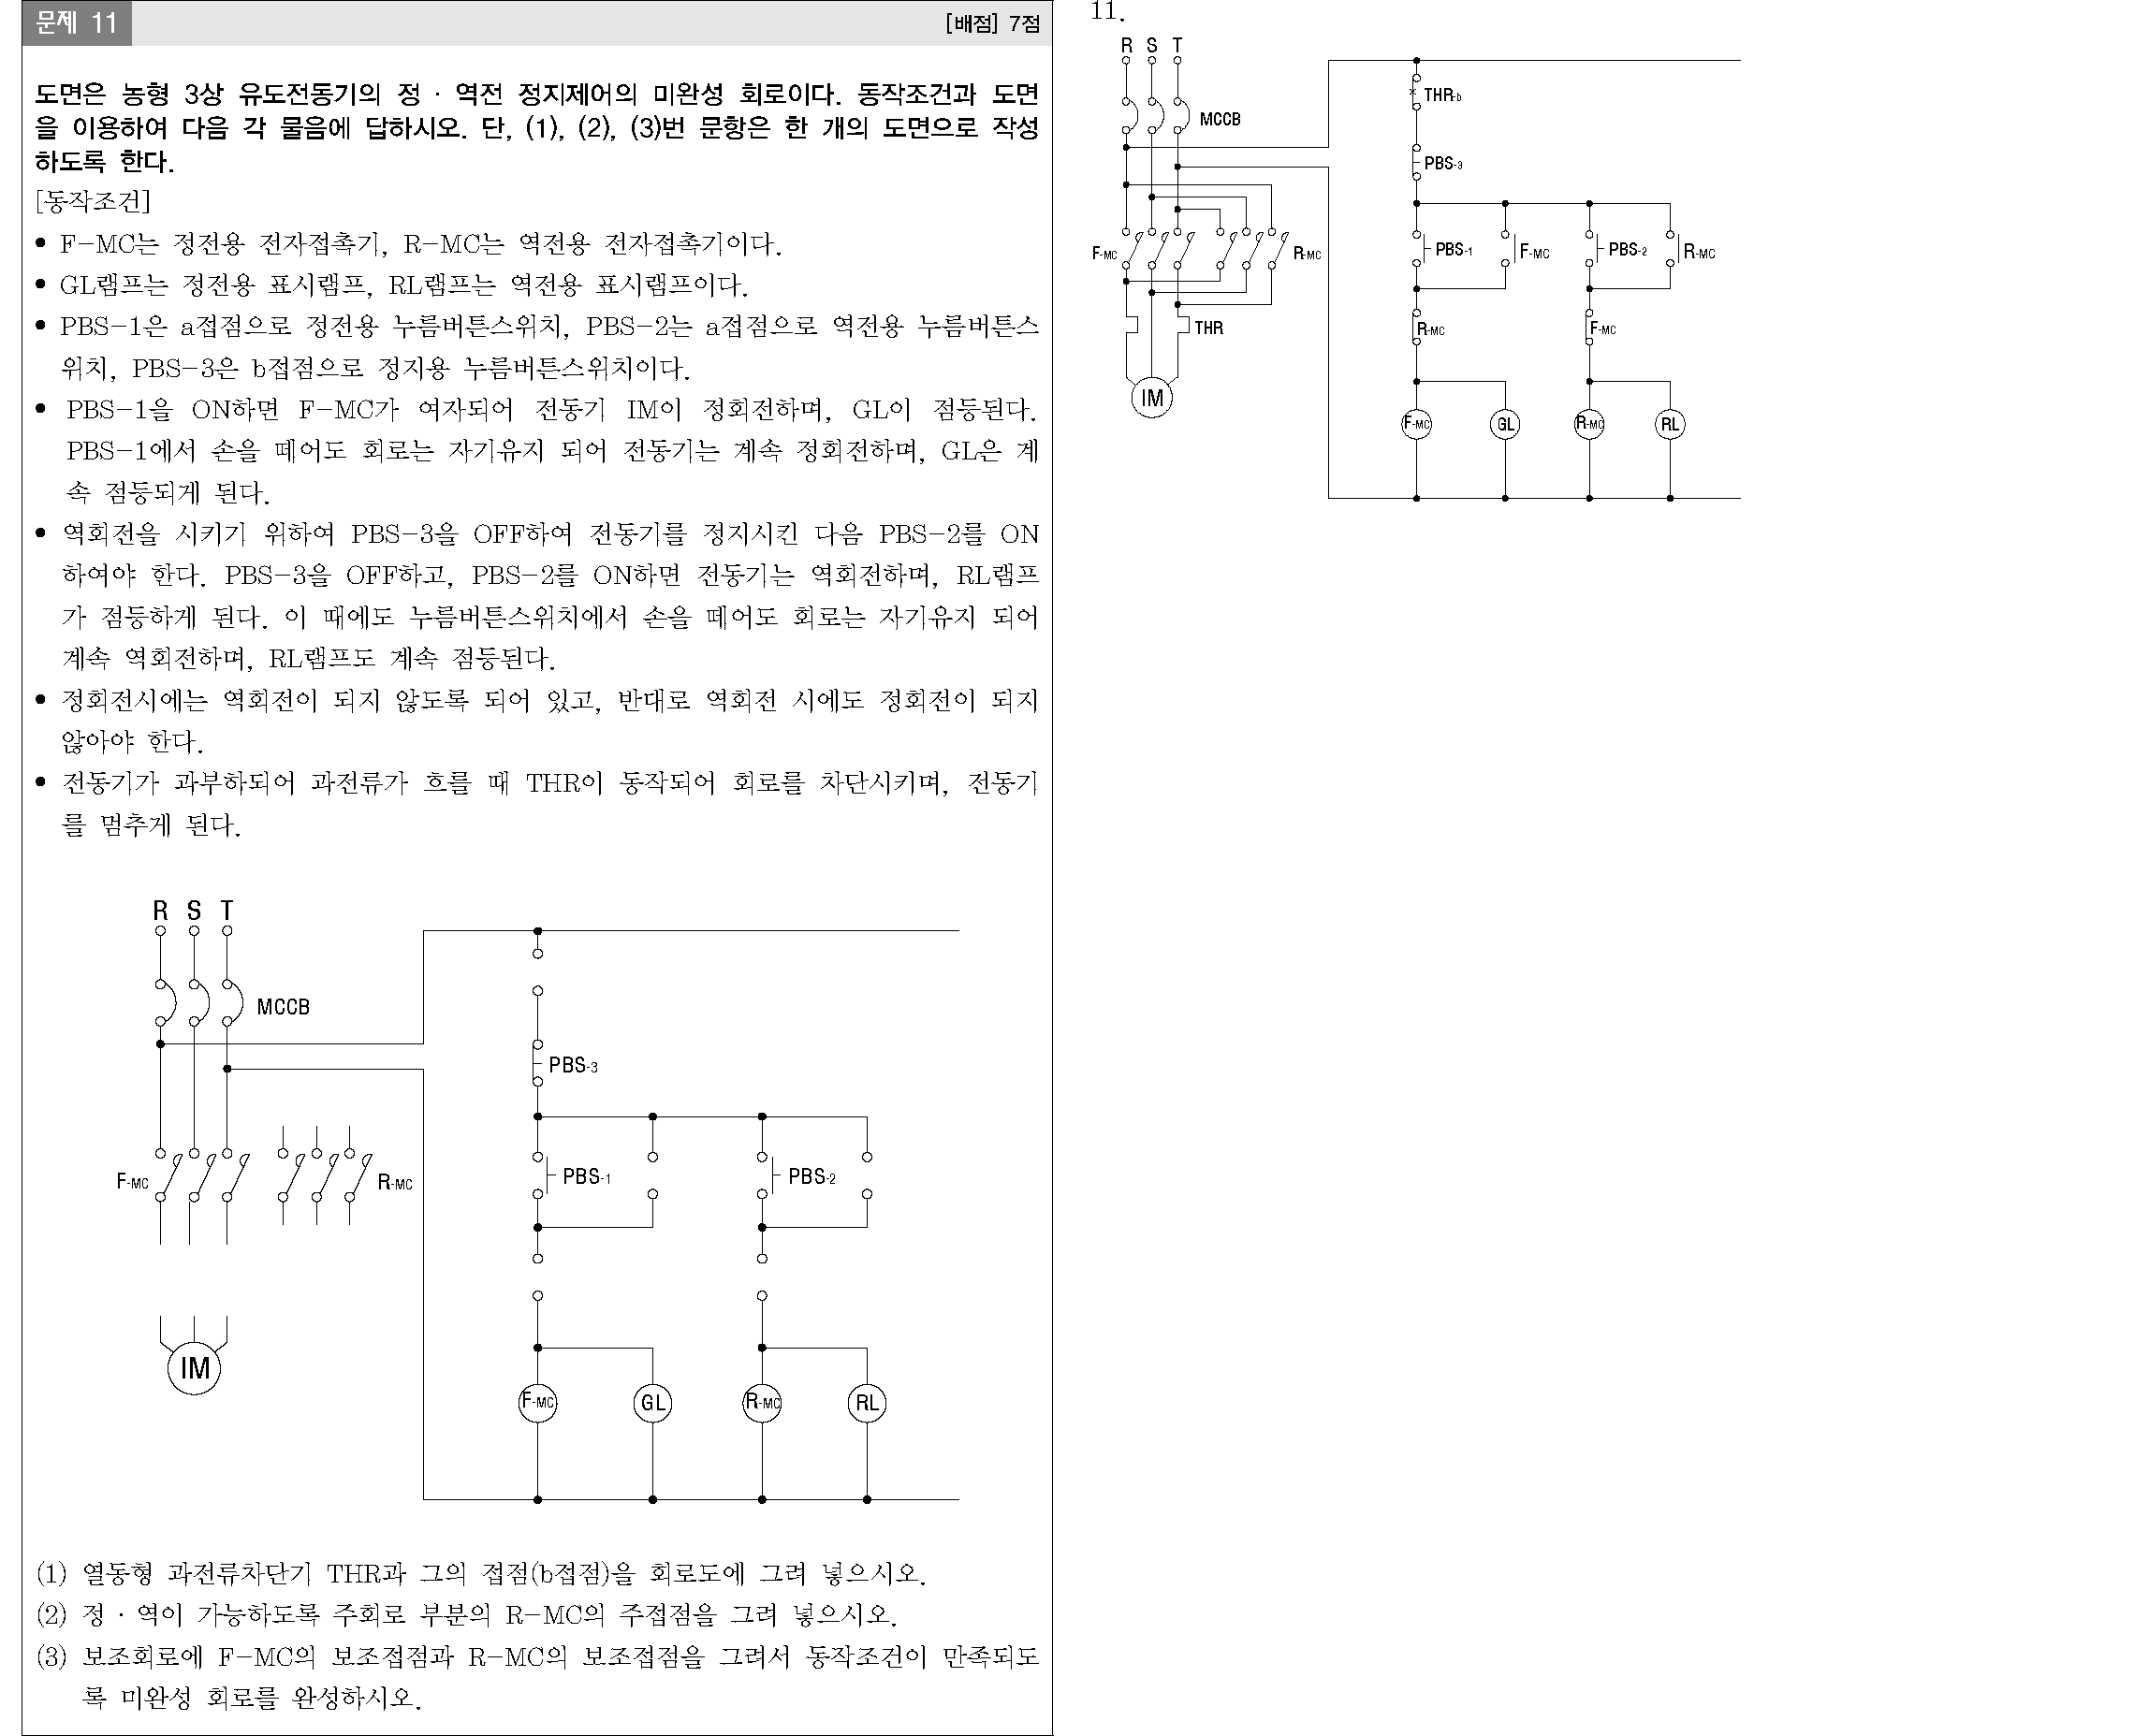 문제 11
[배점] 7점
도면은 농형 3상 유도전동기의 정 · 역전 정지제어의 미완성 회로이다. 동작조건과 도면
을 이용하여 다음 각 물음에 답하시오. 단, (1), (2), (3)번 문항은 한 개의 도면으로 작성
하도록 한다.
[동작조건]
● F-MC는 정전용 전자접촉기, R-MC는 역전용 전자접촉기이다.
● GL램프는 정전용 표시램프, RL램프는 역전용 표시램프이다.
● PBS-1은 a접점으로 정전용 누름버튼스위치, PBS-2는 a접점으로 역전용 누름버튼스
위치, PBS-3은 b접점으로 정지용 누름버튼스위치이다.
● PBS-1을 ON하면 F-MC가 여자되어 전동기 IM이 정회전하며, GL이 점등된다.
PBS-1에서 손을 떼어도 회로는 자기유지 되어 전동기는 계속 정회전하며, GL은 계
속 점등되게 된다.
● 역회전을 시키기 위하여 PBS-3을 OFF하여 전동기를 정지시킨 다음 PBS-2를 ON
하여야 한다. PBS-3을 OFF하고, PBS-2를 ON하면 전동기는 역회전하며, RL램프
가 점등하게 된다. 이 때에도 누름버튼스위치에서 손을 떼어도 회로는 자기유지 되어
계속 역회전하며, RL램프도 계속 점등된다.
● 정회전시에는 역회전이 되지 않도록 되어 있고, 반대로 역회전 시에도 정회전이 되지
않아야 한다.
● 전동기가 과부하되어 과전류가 흐를 때 THR이 동작되어 회로를 차단시키며, 전동기
를 멈추게 된다.
R S T
MCCB
PBS-3
F-MC
R-MC
PBS-1
PBS-2
IM
F-MC
GL
R-MC
RL
(1) 열동형 과전류차단기 THR과 그의 접점(b접점)을 회로도에 그려 넣으시오.
(2) 정 · 역이 가능하도록 주회로 부분의 R-MC의 주접점을 그려 넣으시오.
(3) 보조회로에 F-MC의 보조접점과 R-MC의 보조접점을 그려서 동작조건이 만족되도
록 미완성 회로를 완성하시오.
11.
R S T
THR-b
MCCB
PBS-3
F-MC
R-MC
PBS-1
F-MC
PBS-2
R-MC
THR
R-MC
F-MC
IM
F-MC
GL
R-MC
RL